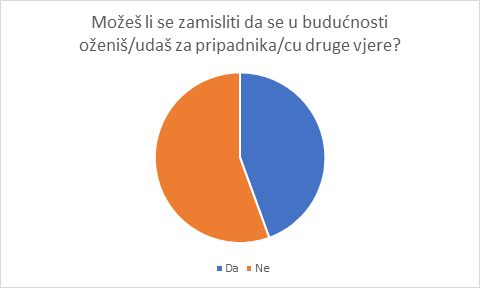 Možeš li se zamisliti da se u budućnosti
oženiš/udaš za pripadnika/cu druge vjere?
Da Ne